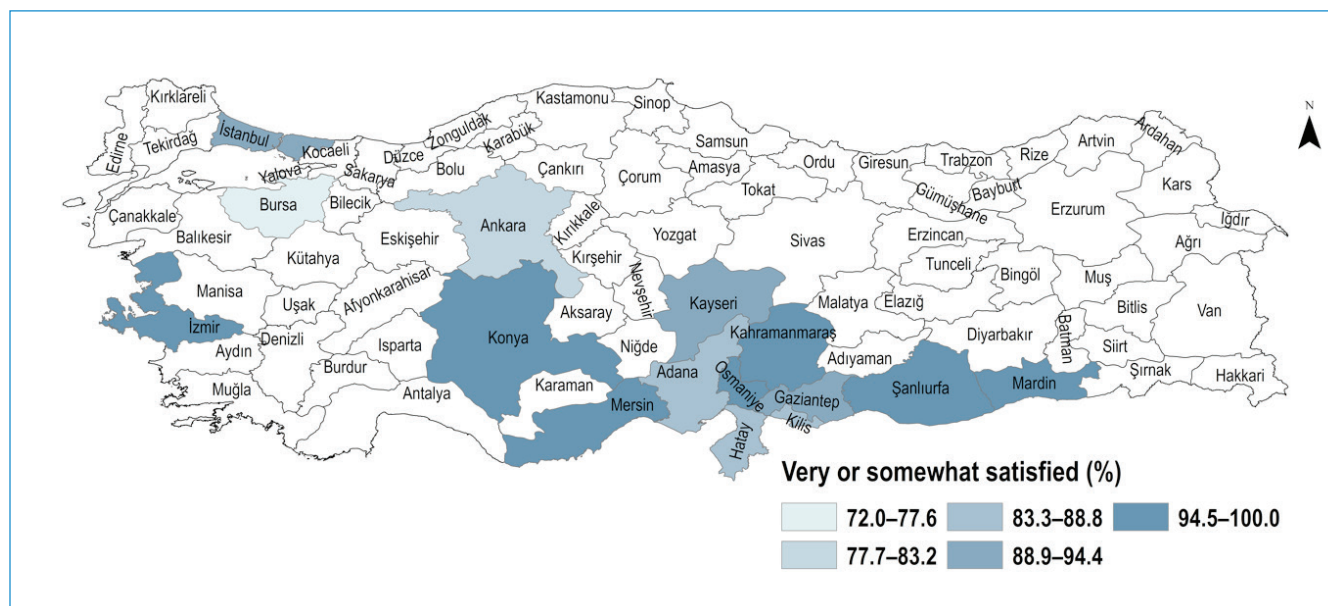 N
Kırklareli
Edirne
Tekirdağ
İstanbul
Kocaeli
Yalova
Sakarya
Düzce
Zonguldak
Karabük
Bolu
Kastamonu
Sinop
Çankırı
Samsun
Amasya
Çorum
Tokat
Ordu
Giresun
Trabzon
Gümüşhane
Bayburt
Rize
Artvin
Ardahan
Kars
Iğdır
Erzurum
Ağrı
Çanakkale
Balıkesir
Bursa
Bilecik
Kütahya
Eskişehir
Ankara
Kırıkkale
Kırşehir
Yozgat
Sivas
Erzincan
Tunceli
Bingöl
Muş
Bitlis
Van
Manisa
Uşak
Afyonkarahisar
Nevşehir
Aksaray
Kayseri
Malatya
Elazığ
Diyarbakır
Batman
Siirt
İzmir
Aydın
Denizli
Isparta
Konya
Niğde
Kahramanmaraş
Adıyaman
Şanlıurfa
Mardin
Şırnak
Hakkari
Muğla
Burdur
Antalya
Karaman
Mersin
Adana
Osmaniye
Gaziantep
Kilis
Hatay
Very or somewhat satisfied (%)
72.0–77.6
83.3–88.8
94.5–100.0
77.7–83.2
88.9–94.4